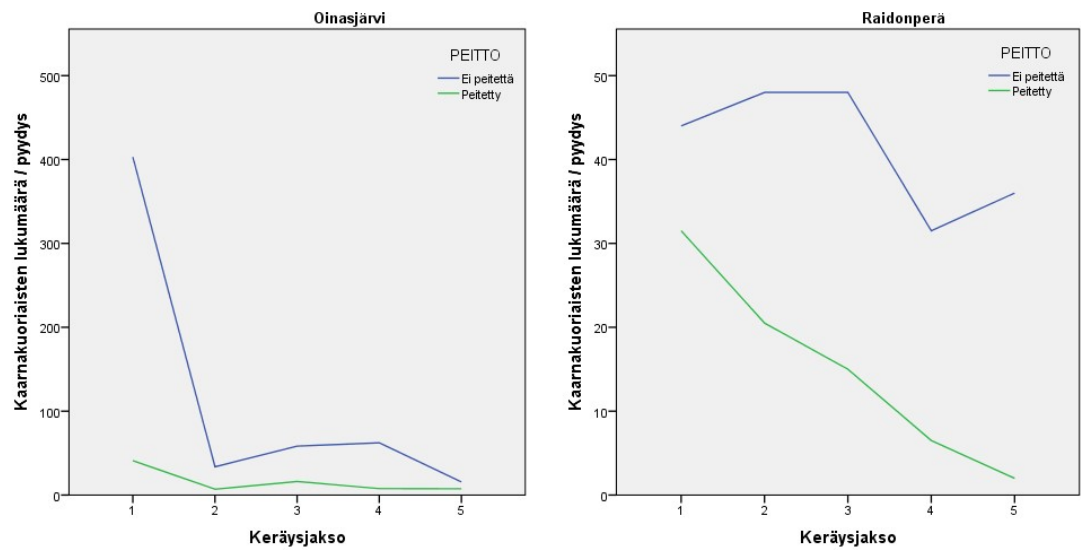 Oinasjärvi
PEITTO
Ei peitettä
Peitetty
Kaarnakuoriaisten lukumäärä / pyydys
500
400
300
200
100
0
1 2 3 4 5
Keräysjakso
Raidonperä
PEITTO
Ei peitettä
Peitetty
Kaarnakuoriaisten lukumäärä / pyydys
50
40
30
20
10
0
1 2 3 4 5
Keräysjakso